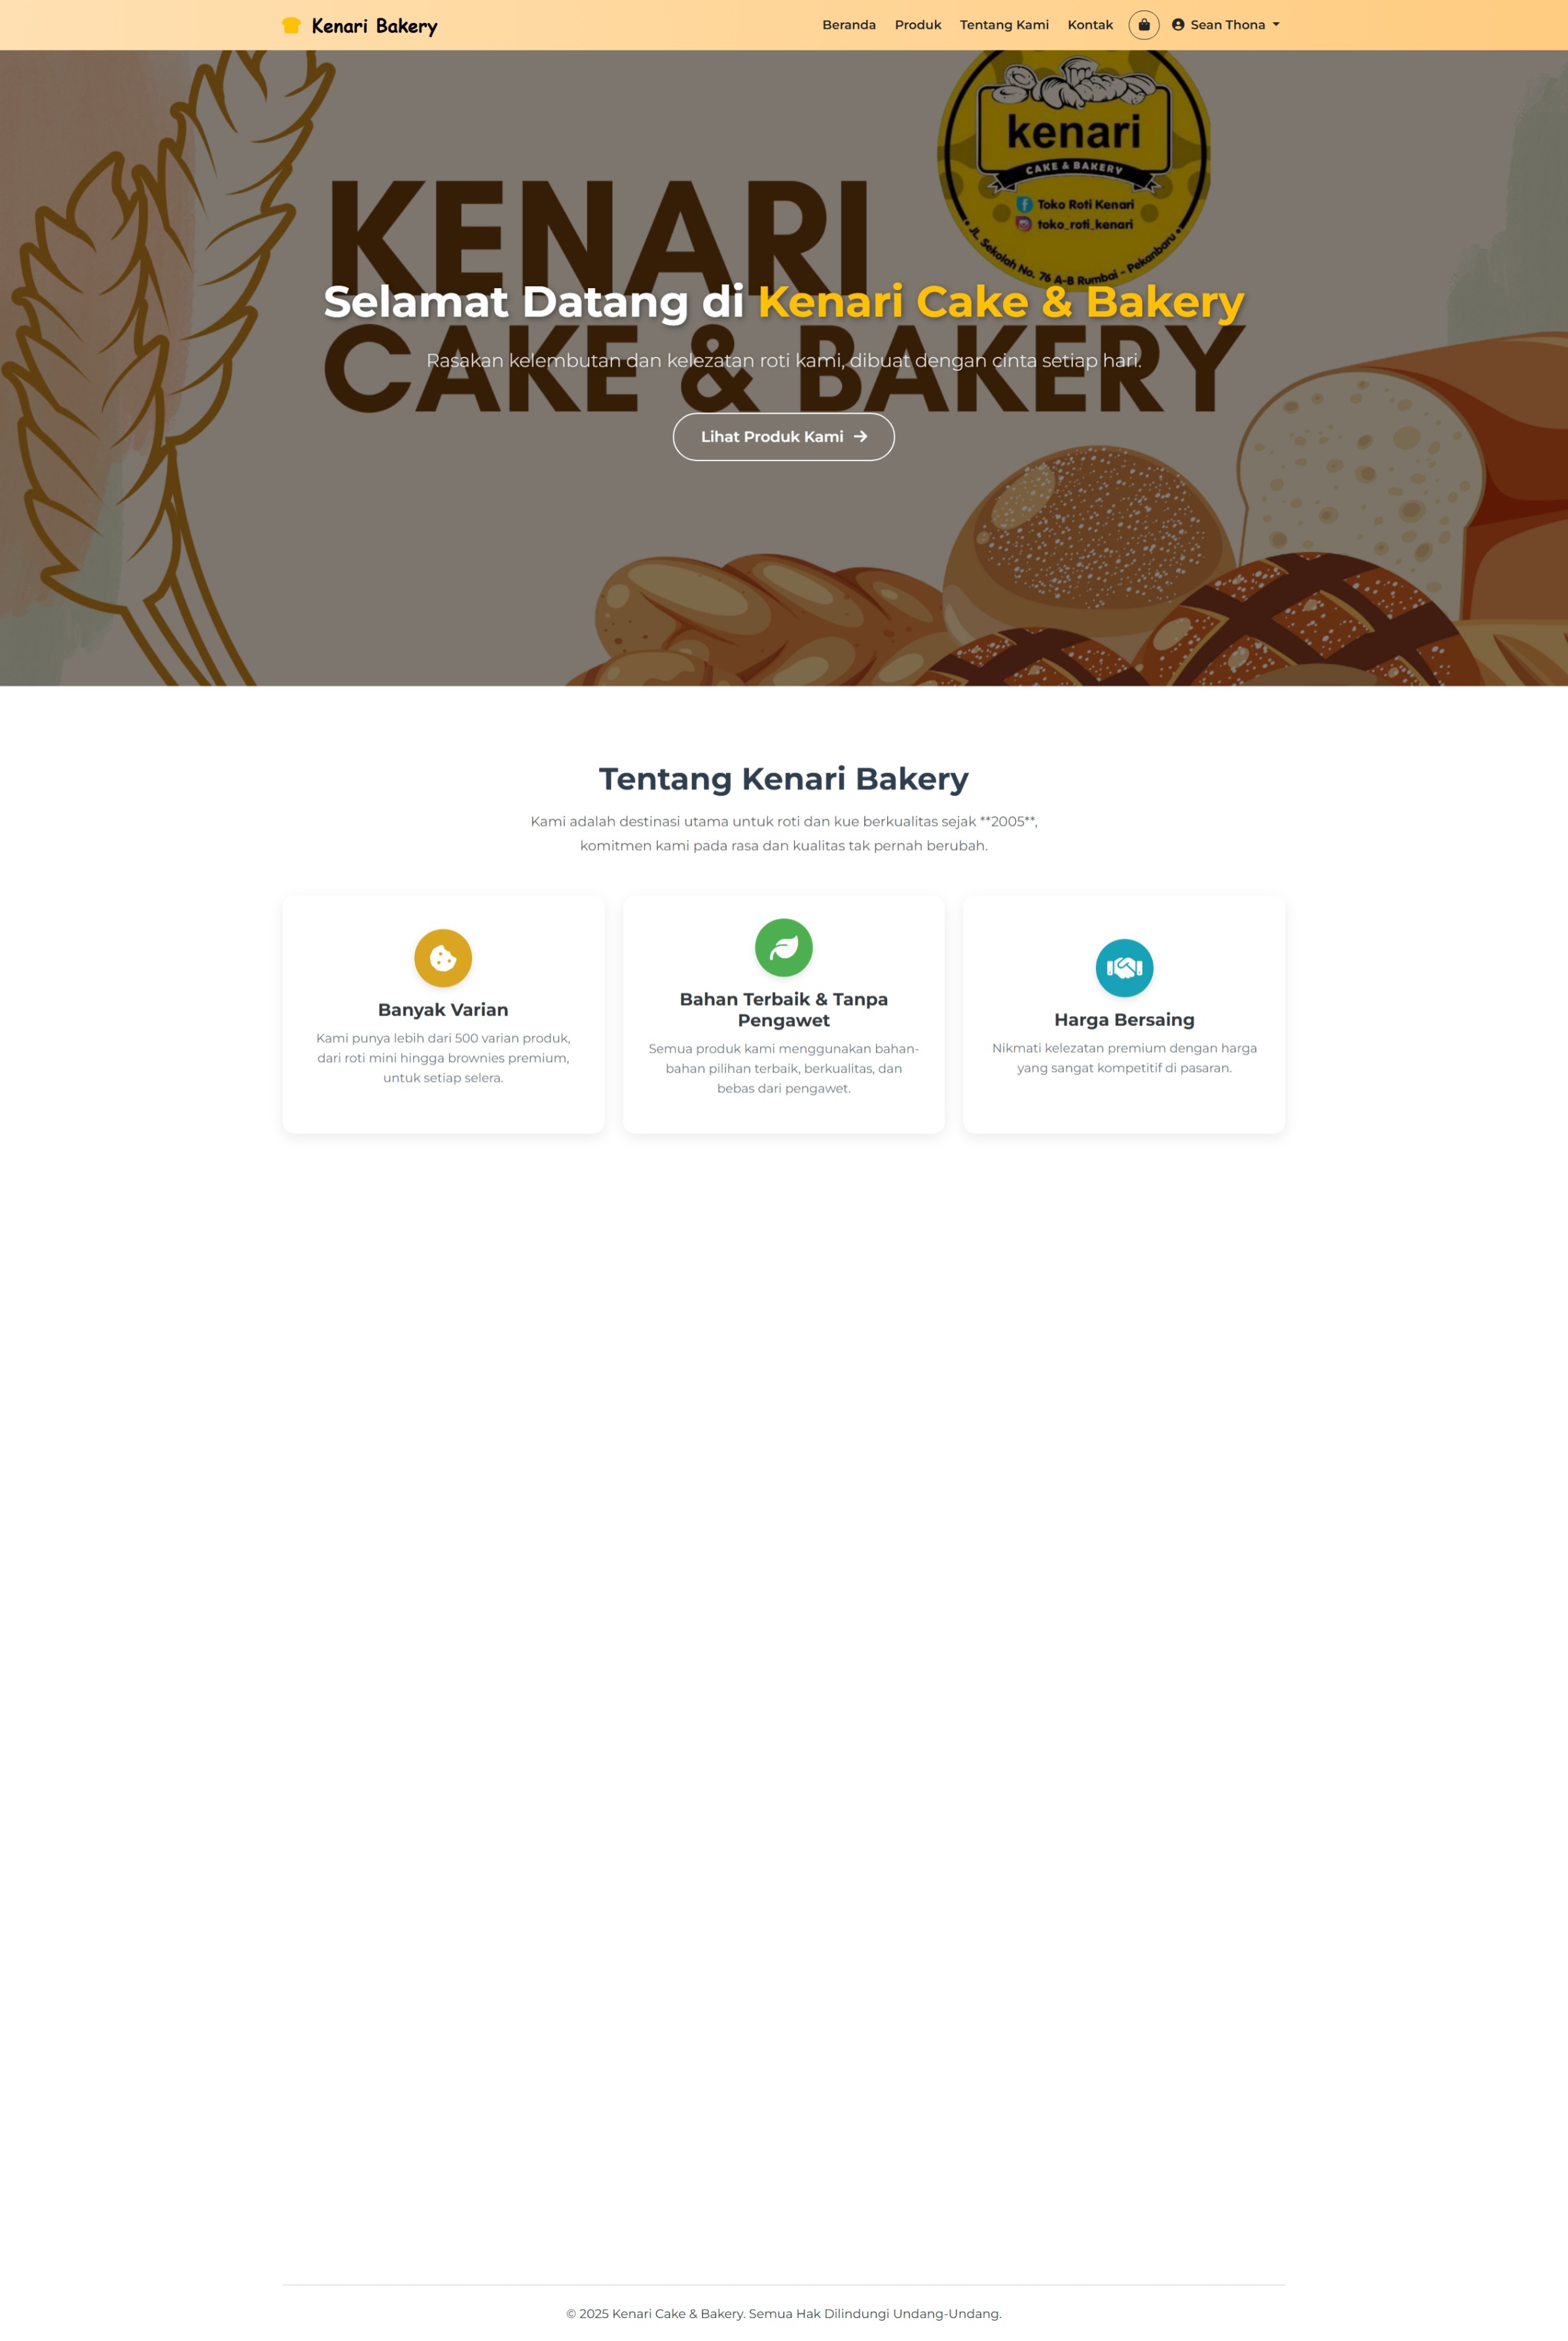 Kenari Bakery
Beranda
Produk
Tentang Kami
Kontak
Sean Thona
kenari
CAKE & BAKERY
Toko Roti Kenari
toko_roti_kenari
• JL. Sekolah No. 76 A-B Rumbai - Pekanbaru •
KENARI
CAKE & BAKERY
Selamat Datang di Kenari Cake & Bakery
Rasakan kelembutan dan kelezatan roti kami, dibuat dengan cinta setiap hari.
Lihat Produk Kami
Tentang Kenari Bakery
Kami adalah destinasi utama untuk roti dan kue berkualitas sejak **2005**,
komitmen kami pada rasa dan kualitas tak pernah berubah.
Banyak Varian
Kami punya lebih dari 500 varian produk,
dari roti mini hingga brownies premium,
untuk setiap selera.
Bahan Terbaik & Tanpa
Pengawet
Semua produk kami menggunakan bahan-
bahan pilihan terbaik, berkualitas, dan
bebas dari pengawet.
Harga Bersaing
Nikmati kelezatan premium dengan harga
yang sangat kompetitif di pasaran.
© 2025 Kenari Cake & Bakery. Semua Hak Dilindungi Undang-Undang.